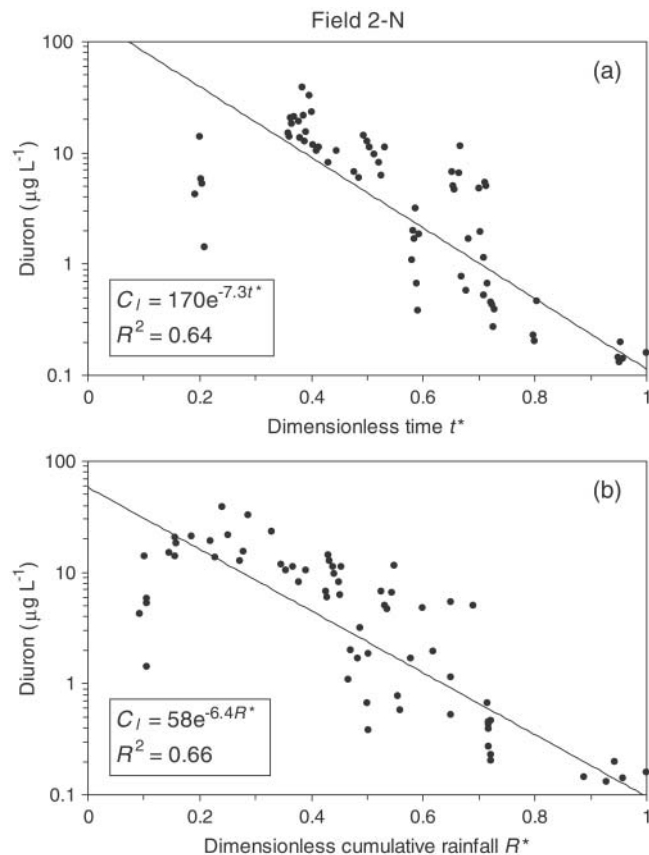 Field 2-N
100
(a)
10
Diuron (μg L⁻¹)
1
C_l = 170e^-7.3t*
R² = 0.64
0.1
0 0.2 0.4 0.6 0.8 1
Dimensionless time t*
100
(b)
10
Diuron (μg L⁻¹)
1
C_l = 58e^-6.4R*
R² = 0.66
0.1
0 0.2 0.4 0.6 0.8 1
Dimensionless cumulative rainfall R*